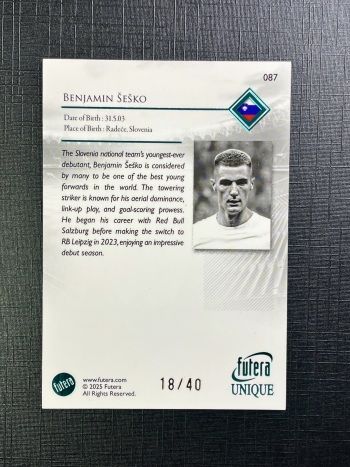 087
BENJAMIN ŠEŠKO
Date of Birth : 31.5.03
Place of Birth : Radeče, Slovenia
The Slovenia national team's youngest-ever
debutant, Benjamin Šeško is considered
by many to be one of the best young
forwards in the world. The towering
striker is known for his aerial dominance,
link-up play, and goal-scoring prowess.
He began his career with Red Bull
Salzburg before making the switch to
RB Leipzig in 2023, enjoying an impressive
debut season.
futera
www.futera.com
© 2025 Futera
All Rights Reserved.
18/40
futera
UNIQUE